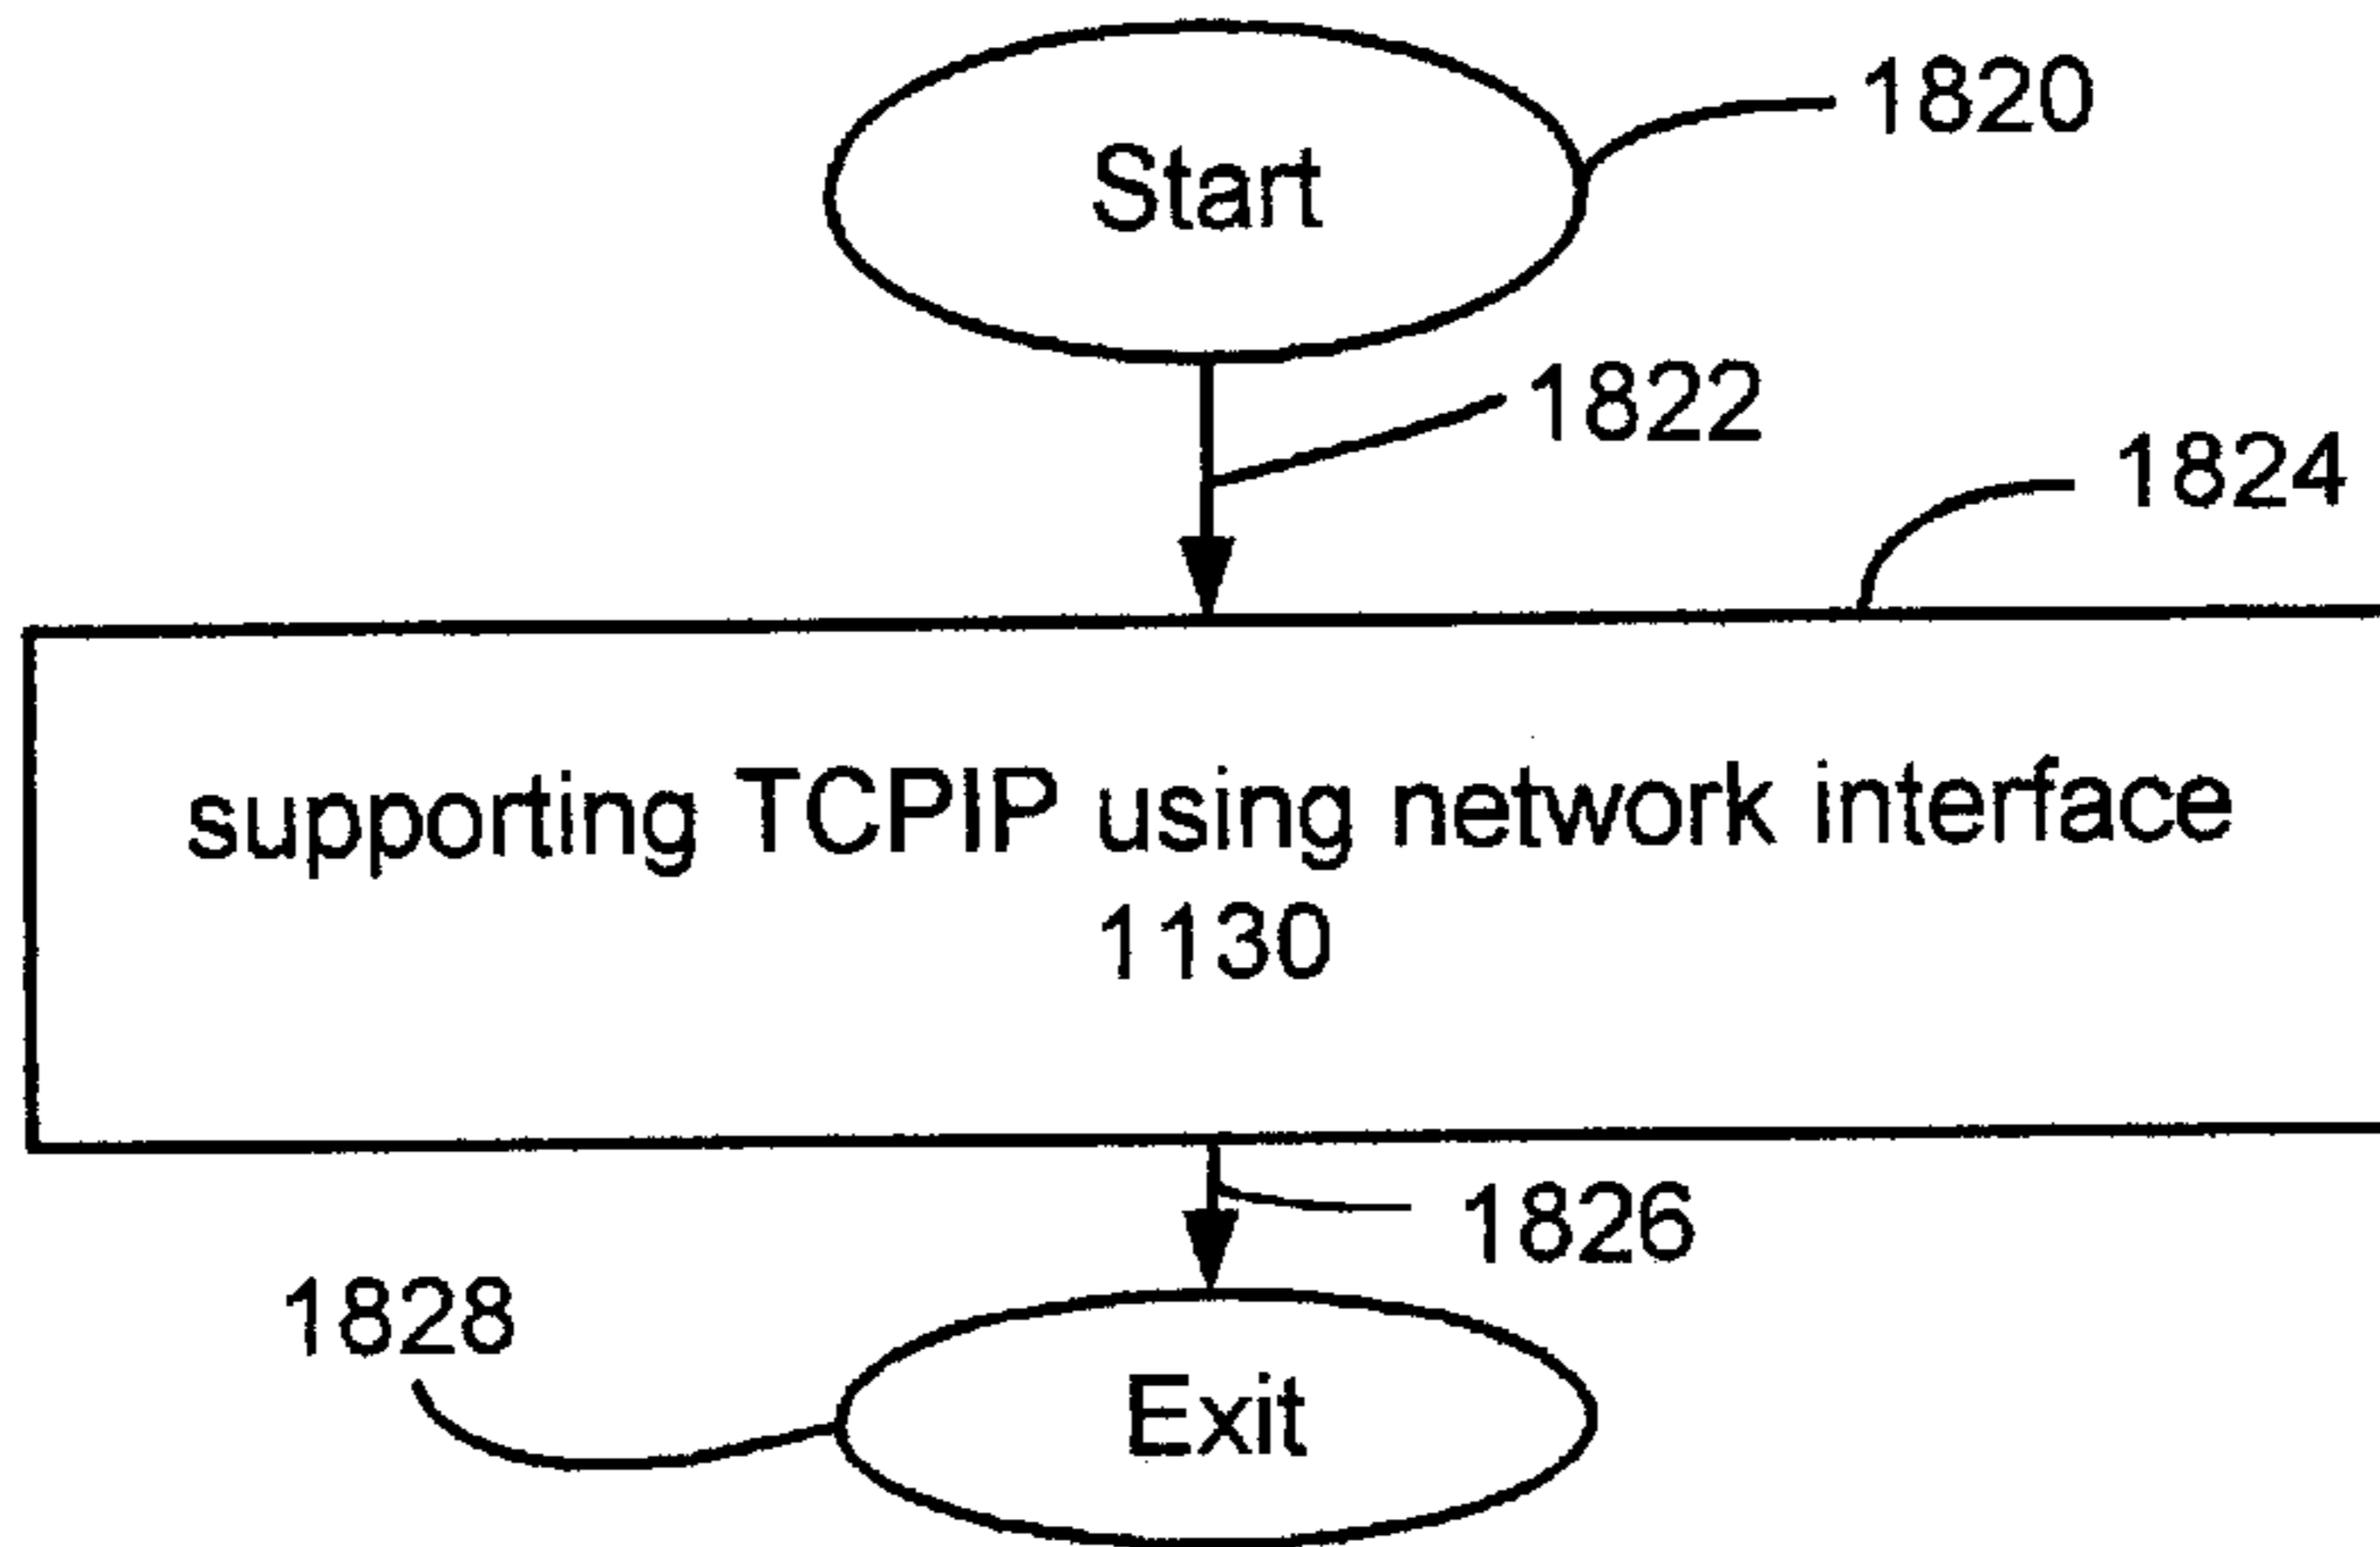 Start
1820
1822
1824
supporting TCPIP using network interface
1130
1826
1828
Exit